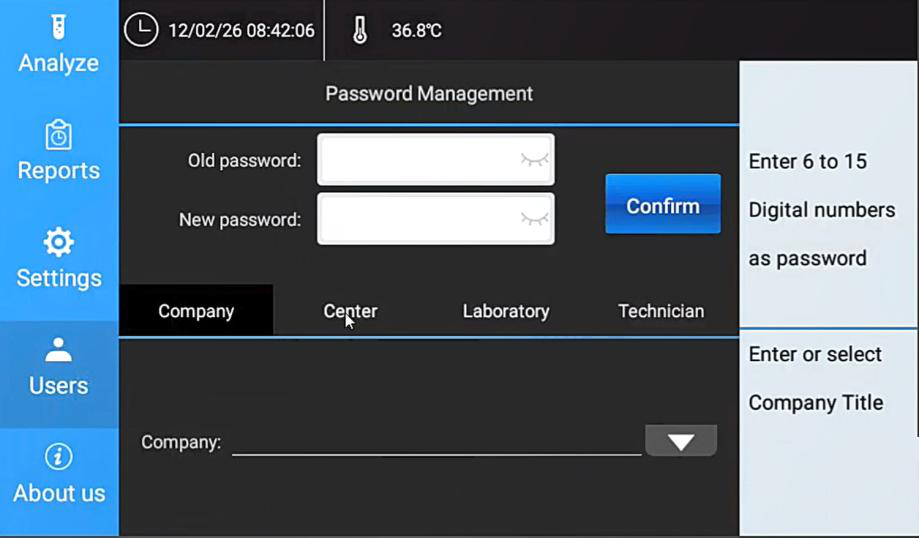 Analyze
Reports
Settings
Users
About us
12/02/26 08:42:06
36.8℃
Password Management
Old password:
New password:
Confirm
Company
Center
Laboratory
Technician
Company:
Enter 6 to 15
Digital numbers
as password
Enter or select
Company Title